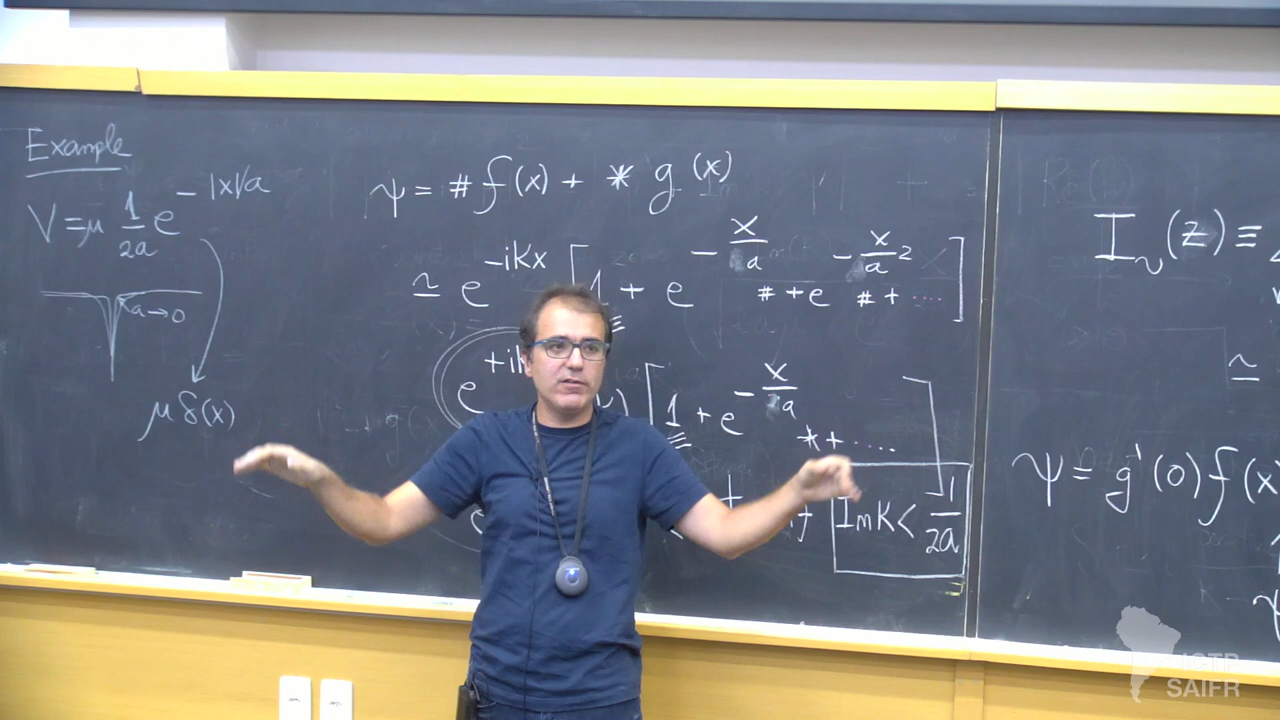 Example
V = μ 1/2a e^{-|x|/a}
a→0
μ δ(x)
ψ = # f(x) + * g(x)
≃ e^{-iKx} [ 1 + e^{-x/a} # + e^{-x/a 2} # + .... ]
e^{+iK
[ 1 + e^{-x/a} * + .... ]
Im K < 1/2a
I_ν(z) ≡
≃
ψ = g'(0) f(x
ψ
ICTP
SAIFR